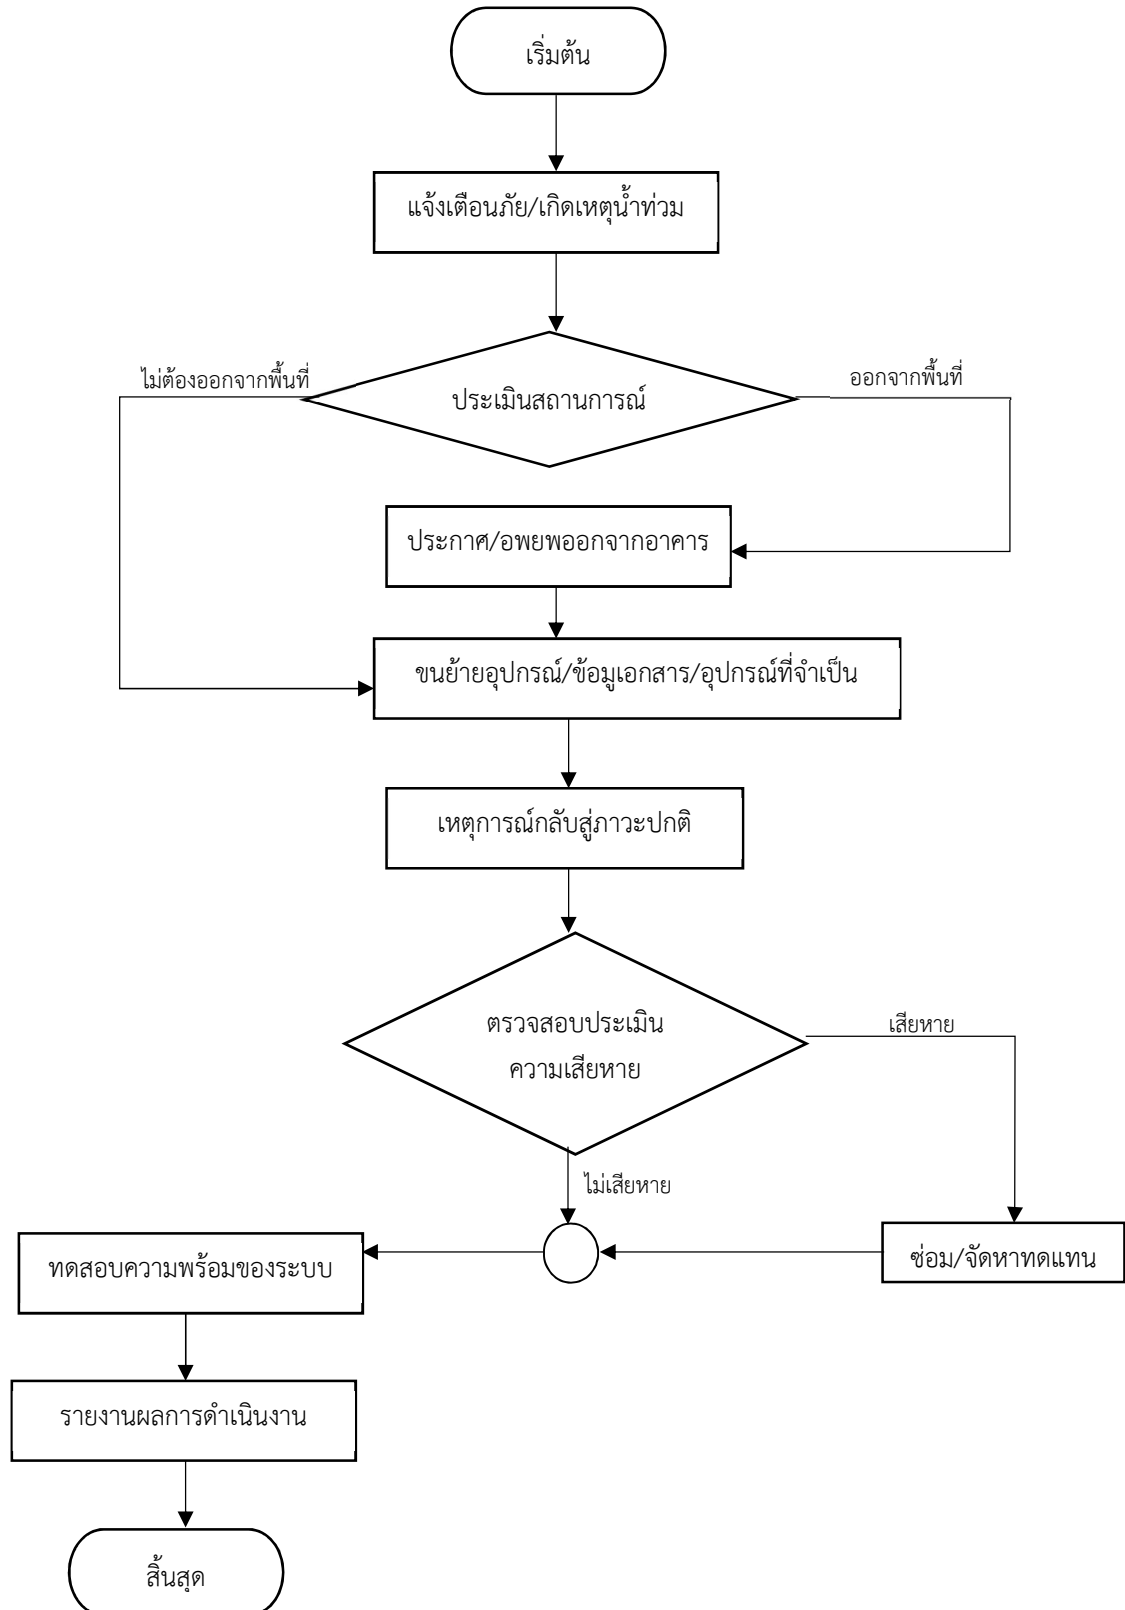 เริ่มต้น
แจ้งเตือนภัย/เกิดเหตุน้ำท่วม
ไม่ต้องออกจากพื้นที่
ออกจากพื้นที่
ประเมินสถานการณ์
ประกาศ/อพยพออกจากอาคาร
ขนย้ายอุปกรณ์/ข้อมูเอกสาร/อุปกรณ์ที่จำเป็น
เหตุการณ์กลับสู่ภาวะปกติ
ตรวจสอบประเมิน
ความเสียหาย
เสียหาย
ไม่เสียหาย
ทดสอบความพร้อมของระบบ
ซ่อม/จัดหาทดแทน
รายงานผลการดำเนินงาน
สิ้นสุด